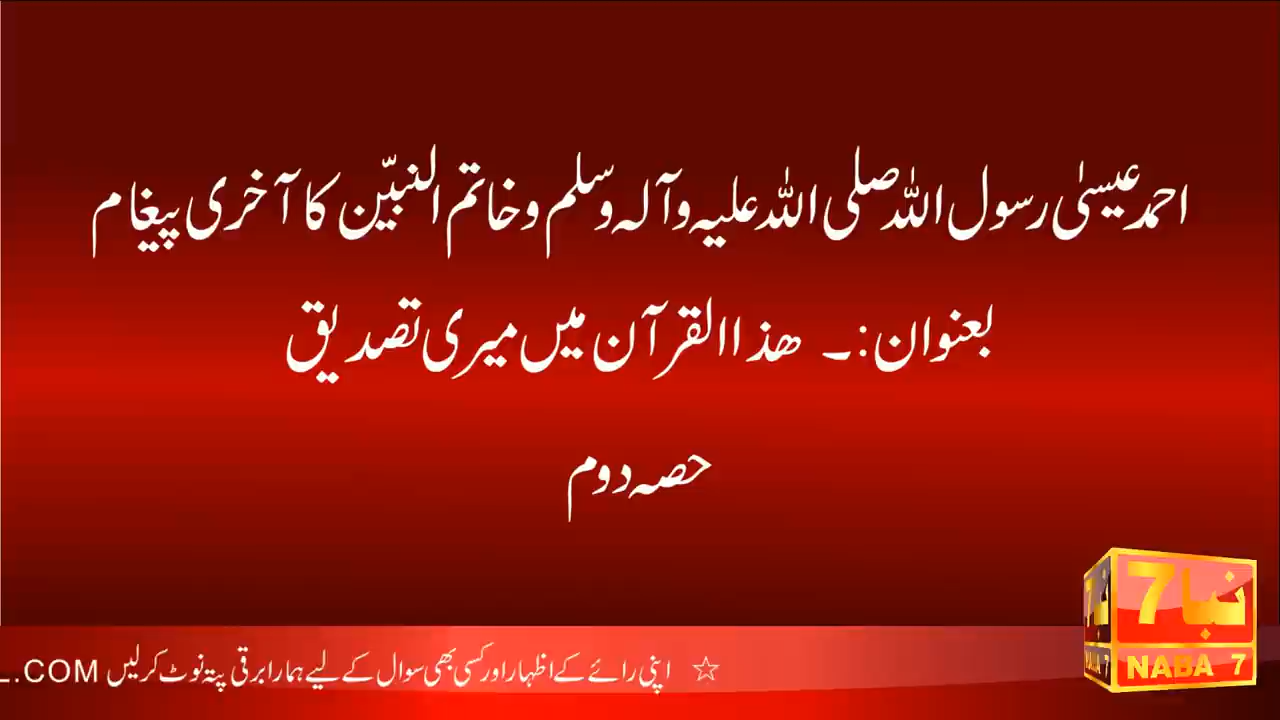 احمد عیسیٰ رسول اللہ صلی اللہ علیہ وآلہ وسلم و خاتم النبیّین کا آخری پیغام
بعنوان:۔ ھذا القرآن میں میری تصدیق
حصہ دوم
نبا 7
NABA 7
☆ اپنی رائے کے اظہار اور کسی بھی سوال کے لیے ہمارا برقی پتہ نوٹ کرلیں L.COM